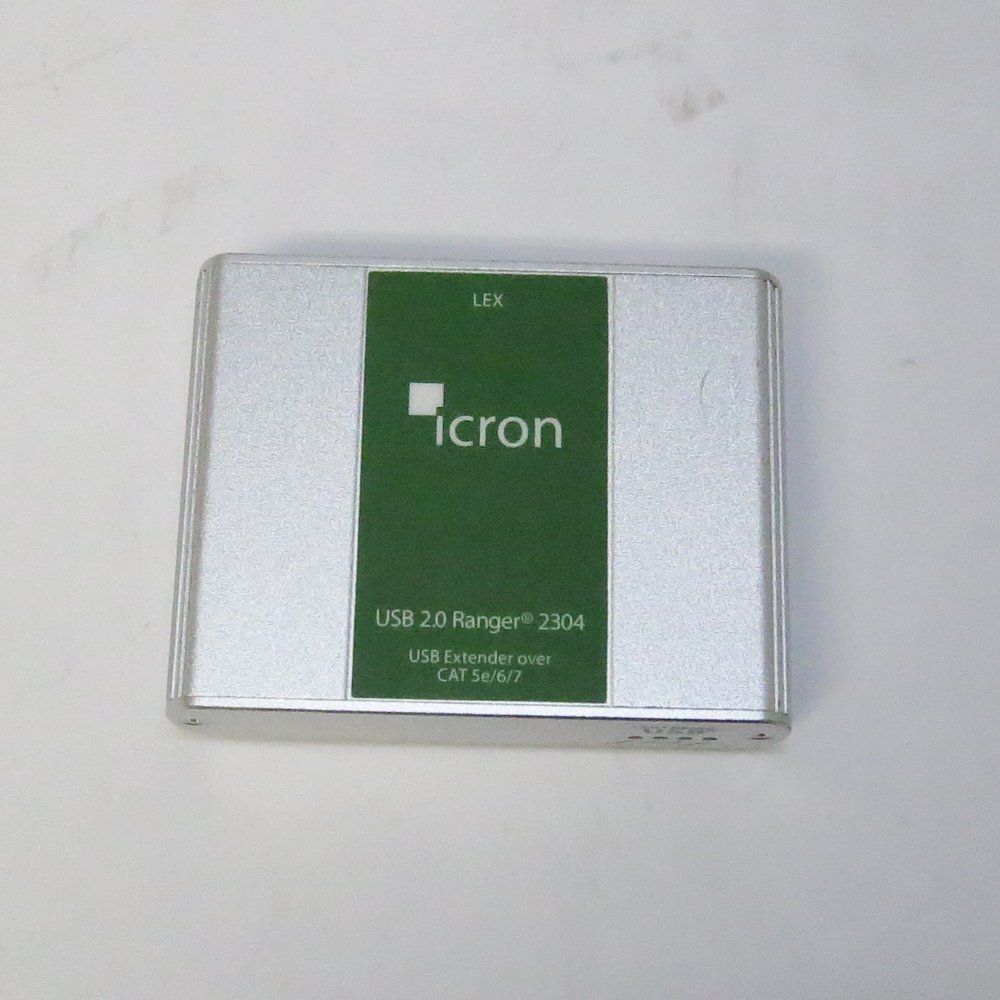 LEX
icron
USB 2.0 Ranger® 2304
USB Extender over
CAT 5e/6/7